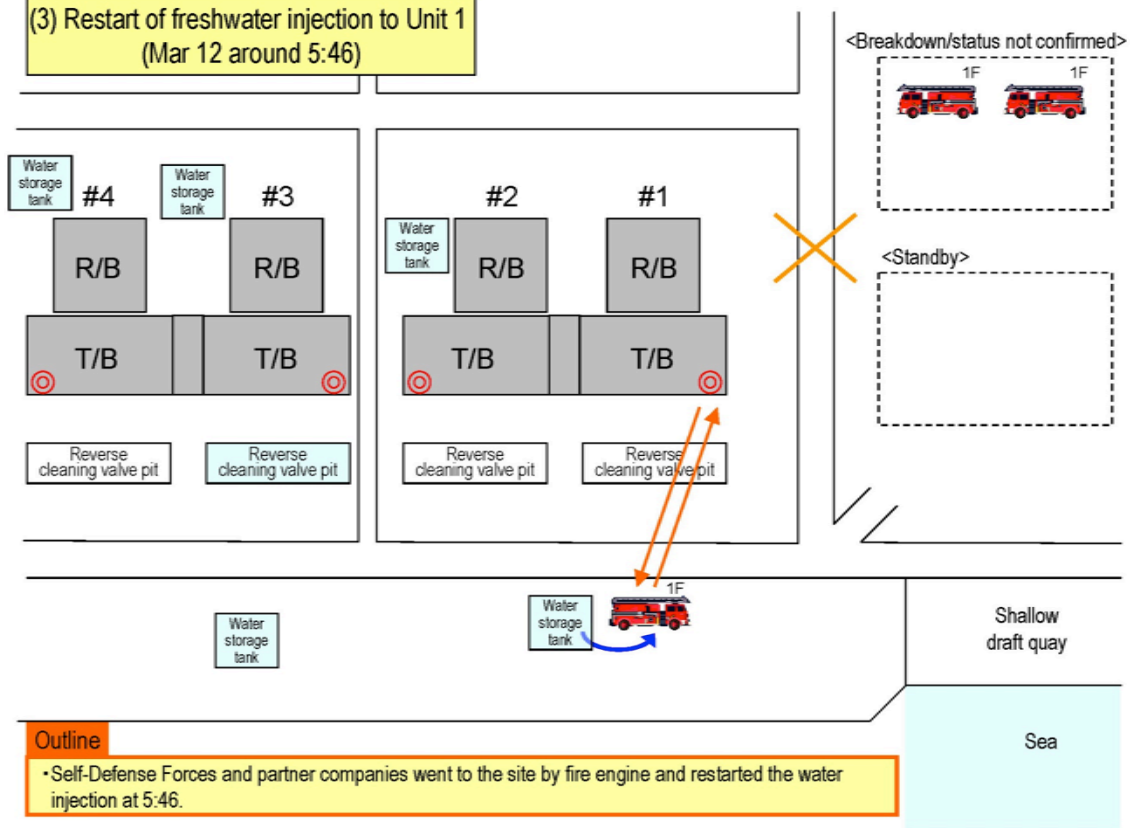 (3) Restart of freshwater injection to Unit 1
(Mar 12 around 5:46)
<Breakdown/status not confirmed>
1F
1F
Water
storage
tank
#4
Water
storage
tank
#3
Water
storage
tank
#2
#1
R/B
R/B
R/B
R/B
<Standby>
T/B
T/B
T/B
T/B
Reverse
cleaning valve pit
Reverse
cleaning valve pit
Reverse
cleaning valve pit
Reverse
cleaning valve pit
1F
Water
storage
tank
Water
storage
tank
Shallow
draft quay
Sea
Outline
・Self-Defense Forces and partner companies went to the site by fire engine and restarted the water
injection at 5:46.